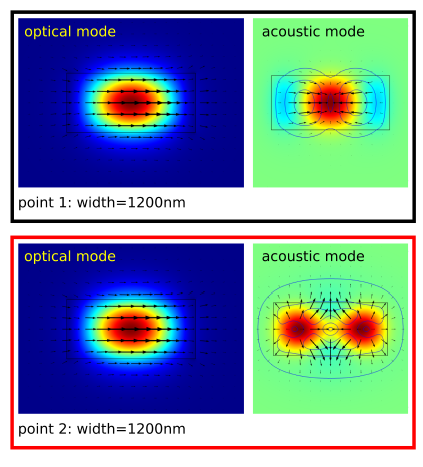 optical mode
acoustic mode
point 1: width=1200nm
optical mode
acoustic mode
point 2: width=1200nm